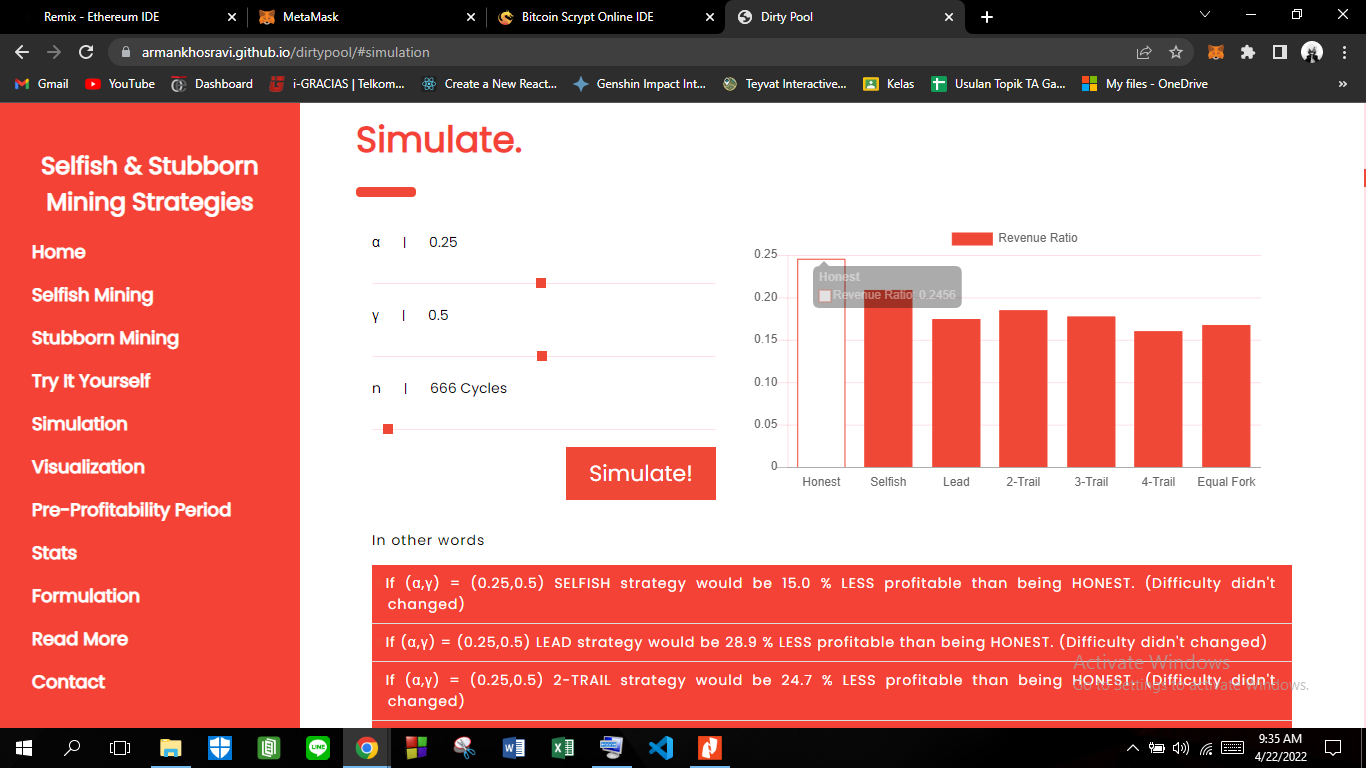 Remix - Ethereum IDE
MetaMask
Bitcoin Scrypt Online IDE
Dirty Pool
armankhosravi.github.io/dirtypool/#simulation
Gmail
YouTube
Dashboard
i-GRACIAS | Telkom...
Create a New React...
Genshin Impact Int...
Teyvat Interactive...
Kelas
Usulan Topik TA Ga...
My files - OneDrive
»
Selfish & Stubborn
Mining Strategies
Home
Selfish Mining
Stubborn Mining
Try It Yourself
Simulation
Visualization
Pre-Profitability Period
Stats
Formulation
Read More
Contact
Simulate.
α | 0.25
γ | 0.5
n | 666 Cycles
Simulate!
Revenue Ratio
0.25
0.20
0.15
0.10
0.05
0
Honest
Revenue Ratio: 0.2456
Honest
Selfish
Lead
2-Trail
3-Trail
4-Trail
Equal Fork
In other words
If (α,γ) = (0.25,0.5) SELFISH strategy would be 15.0 % LESS profitable than being HONEST. (Difficulty didn't
changed)
If (α,γ) = (0.25,0.5) LEAD strategy would be 28.9 % LESS profitable than being HONEST. (Difficulty didn't changed)
If (α,γ) = (0.25,0.5) 2-TRAIL strategy would be 24.7 % LESS profitable than being HONEST. (Difficulty didn't
changed)
Activate Windows
Go to Settings to activate Windows.
LINE
9:35 AM
4/22/2022